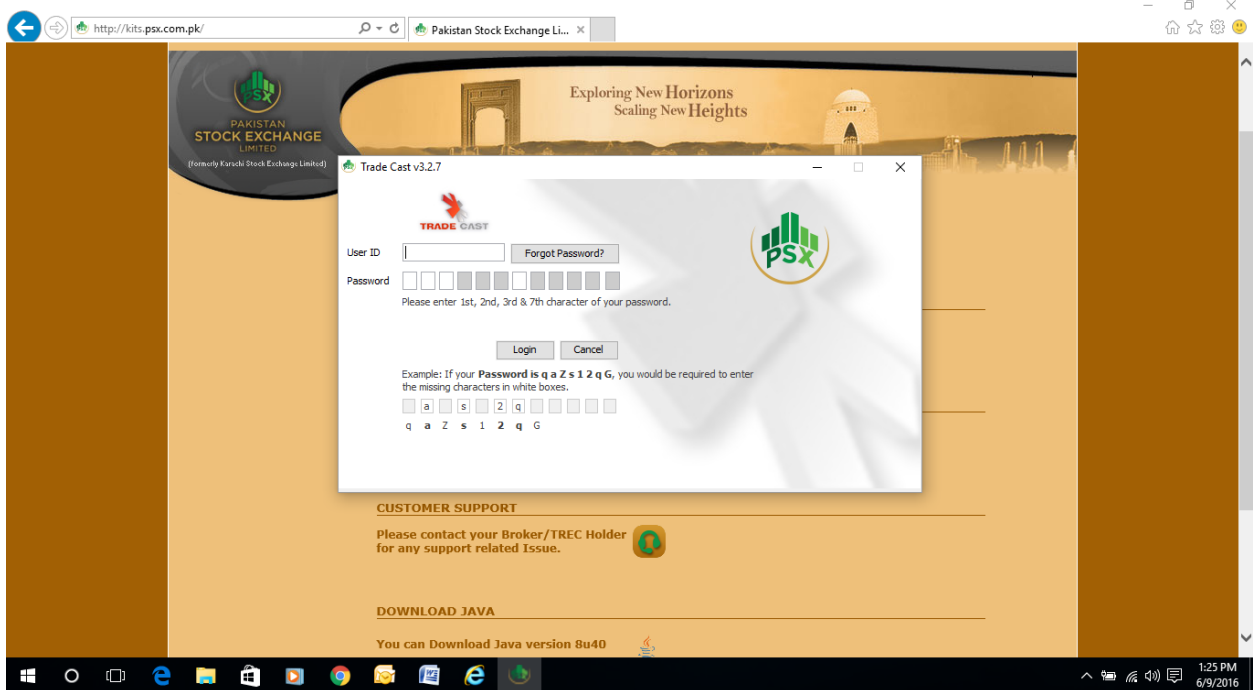 http://kits.psx.com.pk/
Pakistan Stock Exchange Li...
PSX
PAKISTAN
STOCK EXCHANGE
LIMITED
(formerly Karachi Stock Exchange Limited)
Exploring New Horizons
Scaling New Heights
Trade Cast v3.2.7
TRADE CAST
PSX
User ID
Forgot Password?
Password
Please enter 1st, 2nd, 3rd & 7th character of your password.
Login Cancel
Example: If your Password is q a Z s 1 2 q G, you would be required to enter
the missing characters in white boxes.
a s 2 q
q a Z s 1 2 q G
CUSTOMER SUPPORT
Please contact your Broker/TREC Holder
for any support related Issue.
DOWNLOAD JAVA
You can Download Java version 8u40
1:25 PM
6/9/2016